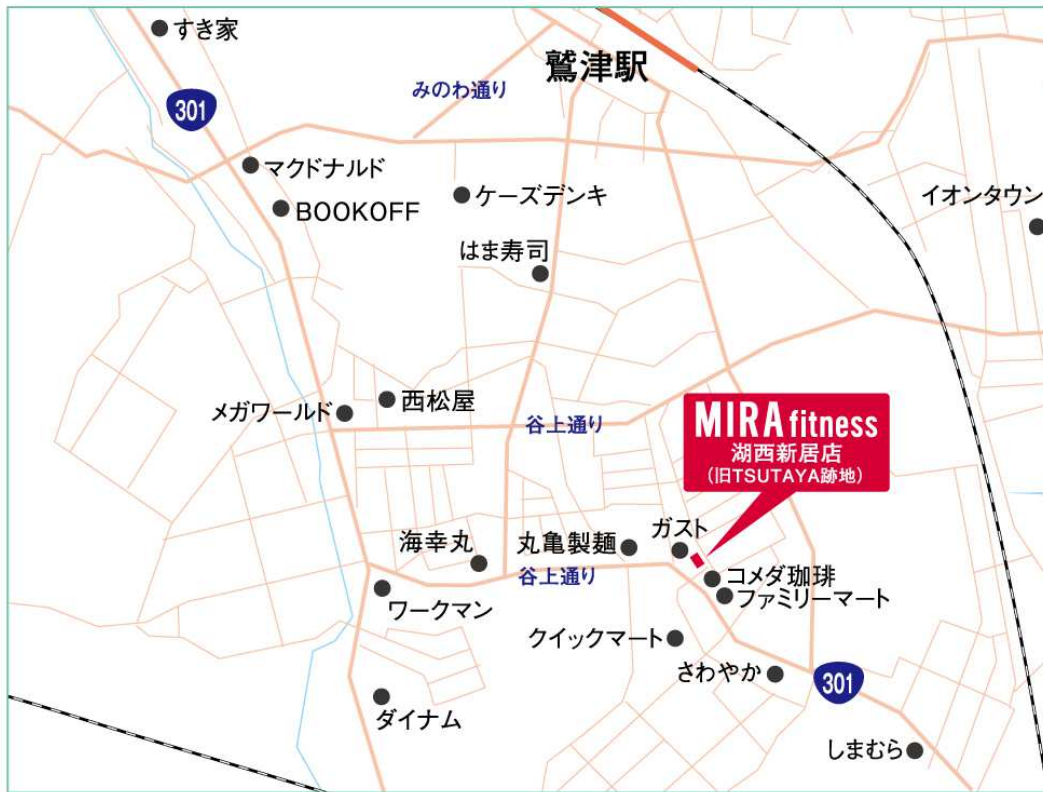 すき家
鷲津駅
みのわ通り
301
マクドナルド
ケーズデンキ
イオンタウン
BOOKOFF
はま寿司
メガワールド
西松屋
谷上通り
MIRA fitness
湖西新居店
(旧TSUTAYA跡地)
海幸丸
丸亀製麺
ガスト
谷上通り
コメダ珈琲
ファミリーマート
ワークマン
クイックマート
さわやか
301
ダイナム
しまむら